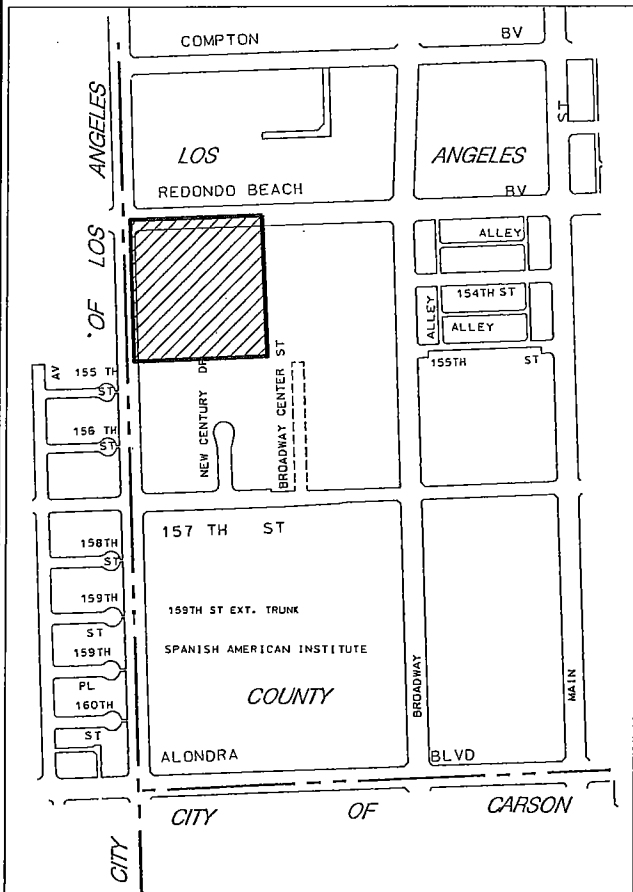 COMPTON BV
ANGELES
LOS ANGELES
ST
REDONDO BEACH BV
OF LOS
ALLEY
154TH ST
ALLEY
ALLEY
155TH ST
AV
155 TH
ST
156 TH
ST
NEW CENTURY DR
BROADWAY CENTER ST
157 TH ST
158TH
ST
159TH
ST
159TH
PL
160TH
ST
159TH ST EXT. TRUNK
SPANISH AMERICAN INSTITUTE
COUNTY
BROADWAY
MAIN
ALONDRA BLVD
CITY OF CARSON
CITY